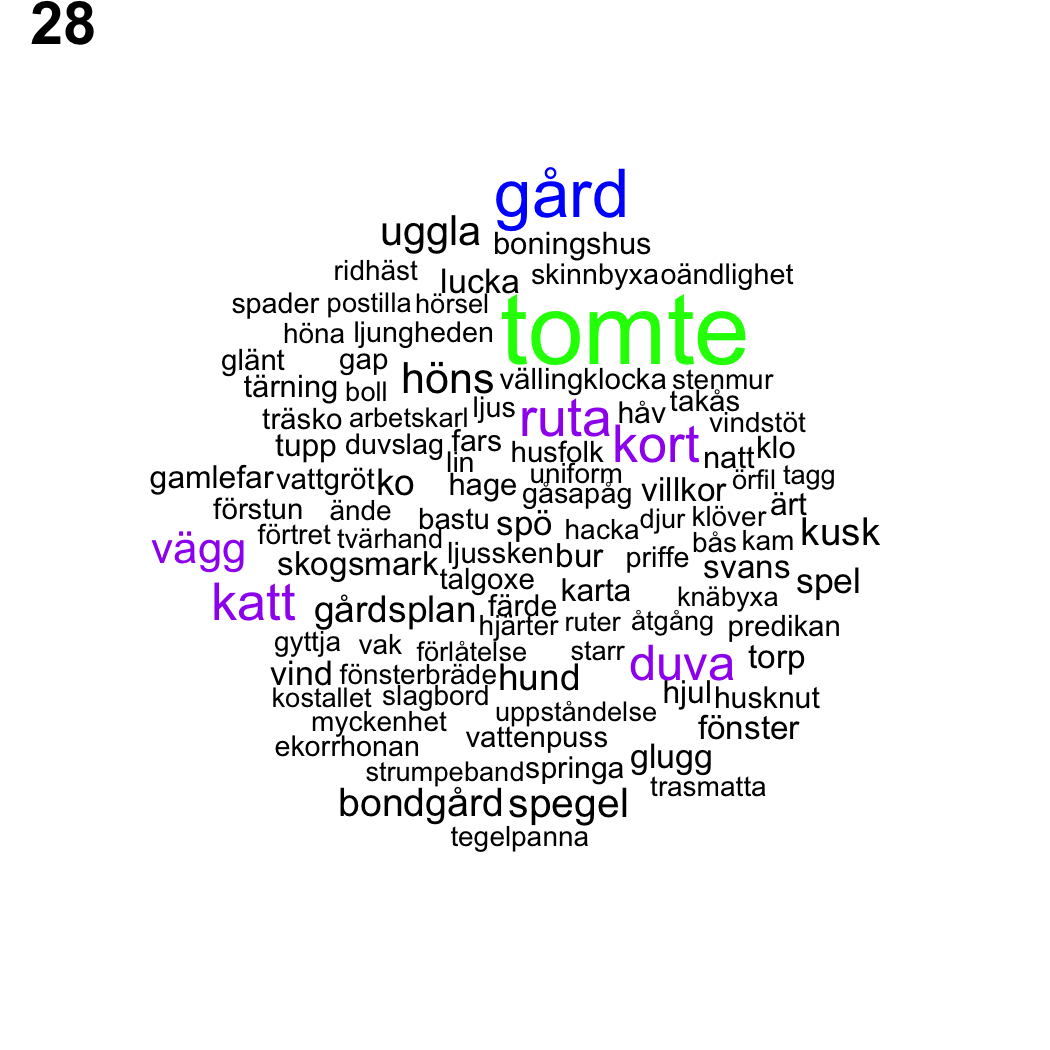 28
gård
uggla boningshus
ridhäst lucka skinnbyxa oändlighet
spader postilla hörsel tomte
höna ljungheden
glänt gap
tärning boll höns vällingklocka stenmur
träsko arbetskarl ljus ruta håv takås
vindstöt
tupp duvslag fars husfolk kort natt klo
gamlefar vattgröt ko lin hage uniform gåsapåg villkor örfil tagg
förstun ände bastu spö hacka djur klöver ärt
vägg förtret tvärhand bås kam kusk
skogsmark ljussken bur priffe svans
katt talgoxe karta knäbyxa spel
gårdsplan färde
hjärter ruter åtgång predikan
gyttja vak förlåtelse starr duva torp
vind fönsterbräde hund
kostallet slagbord hjul husknut
myckenhet uppståndelse fönster
ekorrhonan vattenpuss
strumpeband springa glugg
trasmatta
bondgård spegel
tegelpanna